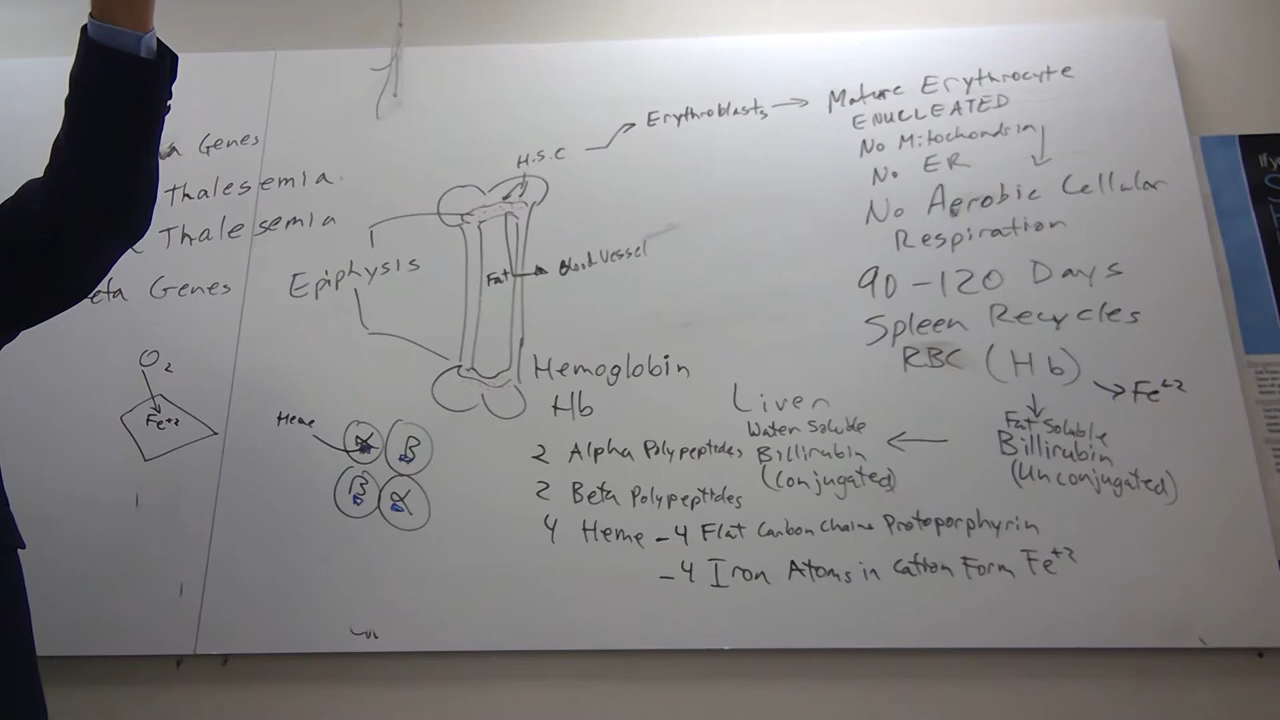 Genes
Thalesemia
Thalesemia
eta Genes
O2
Fe+2
H.S.C
Erythroblasts
Mature Erythrocyte
ENUCLEATED
No Mitochondria
No ER
No Aerobic Cellular
Respiration
90-120 Days
Spleen Recycles
RBC (Hb)
Fe+2
Fat Soluble
Billirubin
(Unconjugated)
Liver
Water Soluble
Billirubin
(Conjugated)
Epiphysis
Fat
Blood Vessel
Heme
α B
B α
Hemoglobin
Hb
2 Alpha Polypeptides
2 Beta Polypeptides
4 Heme - 4 Flat Carbon Chains Protoporphyrin
- 4 Iron Atoms in Cation Form Fe+2
If